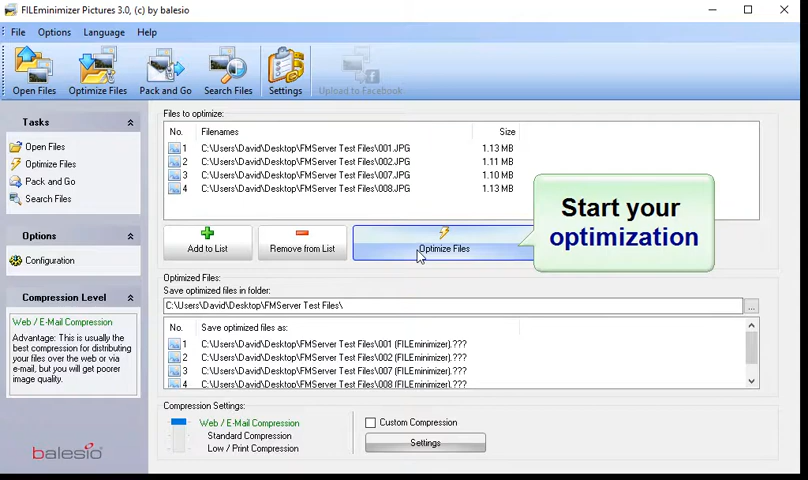 FILEminimizer Pictures 3.0, (c) by balesio
File Options Language Help
Open Files Optimize Files Pack and Go Search Files Settings Upload to Facebook
Tasks
Open Files
Optimize Files
Pack and Go
Search Files
Options
Configuration
Compression Level
Web / E-Mail Compression
Advantage: This is usually the
best compression for distributing
your files over the web or via
e-mail, but you will get poorer
image quality.
balesio
Files to optimize:
No. Filenames Size
1 C:\Users\David\Desktop\FMServer Test Files\001.JPG 1.13 MB
2 C:\Users\David\Desktop\FMServer Test Files\002.JPG 1.11 MB
3 C:\Users\David\Desktop\FMServer Test Files\007.JPG 1.10 MB
4 C:\Users\David\Desktop\FMServer Test Files\008.JPG 1.13 MB
Start your
optimization
Add to List Remove from List Optimize Files
Optimized Files:
Save optimized files in folder:
C:\Users\David\Desktop\FMServer Test Files\ ...
No. Save optimized files as:
1 C:\Users\David\Desktop\FMServer Test Files\001 (FILEminimizer).???
2 C:\Users\David\Desktop\FMServer Test Files\002 (FILEminimizer).???
3 C:\Users\David\Desktop\FMServer Test Files\007 (FILEminimizer).???
4 C:\Users\David\Desktop\FMServer Test Files\008 (FILEminimizer).???
Compression Settings:
Web / E-Mail Compression
Standard Compression
Low / Print Compression
Custom Compression
Settings